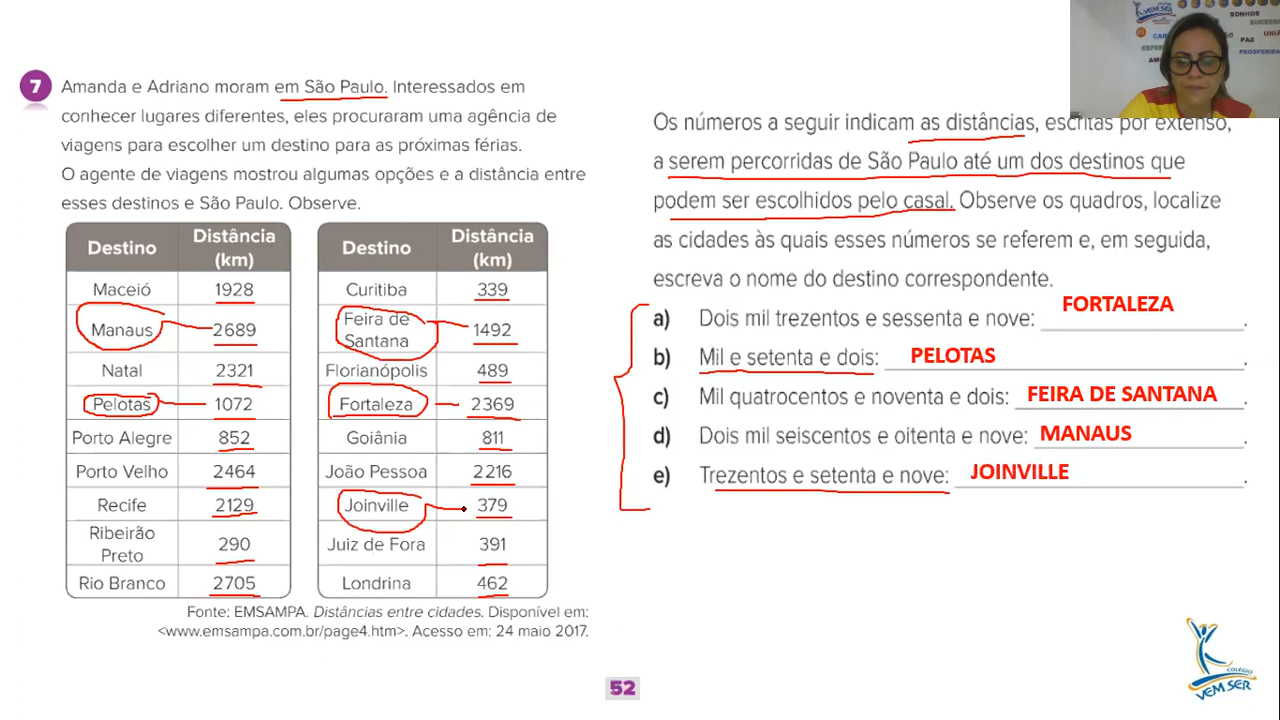 7
Amanda e Adriano moram em São Paulo. Interessados em
conhecer lugares diferentes, eles procuraram uma agência de
viagens para escolher um destino para as próximas férias.
O agente de viagens mostrou algumas opções e a distância entre
esses destinos e São Paulo. Observe.
Destino Distância (km)
Maceió 1928
Manaus 2689
Natal 2321
Pelotas 1072
Porto Alegre 852
Porto Velho 2464
Recife 2129
Ribeirão Preto 290
Rio Branco 2705
Destino Distância (km)
Curitiba 339
Feira de Santana 1492
Florianópolis 489
Fortaleza 2369
Goiânia 811
João Pessoa 2216
Joinville 379
Juiz de Fora 391
Londrina 462
Fonte: EMSAMPA. Distâncias entre cidades. Disponível em:
<www.emsampa.com.br/page4.htm>. Acesso em: 24 maio 2017.
Os números a seguir indicam as distâncias, escritas por extenso,
a serem percorridas de São Paulo até um dos destinos que
podem ser escolhidos pelo casal. Observe os quadros, localize
as cidades às quais esses números se referem e, em seguida,
escreva o nome do destino correspondente.
a) Dois mil trezentos e sessenta e nove: FORTALEZA.
b) Mil e setenta e dois: PELOTAS.
c) Mil quatrocentos e noventa e dois: FEIRA DE SANTANA.
d) Dois mil seiscentos e oitenta e nove: MANAUS.
e) Trezentos e setenta e nove: JOINVILLE.
52
COLÉGIO
VEM SER
VEM SER
SONHOS
PAZ